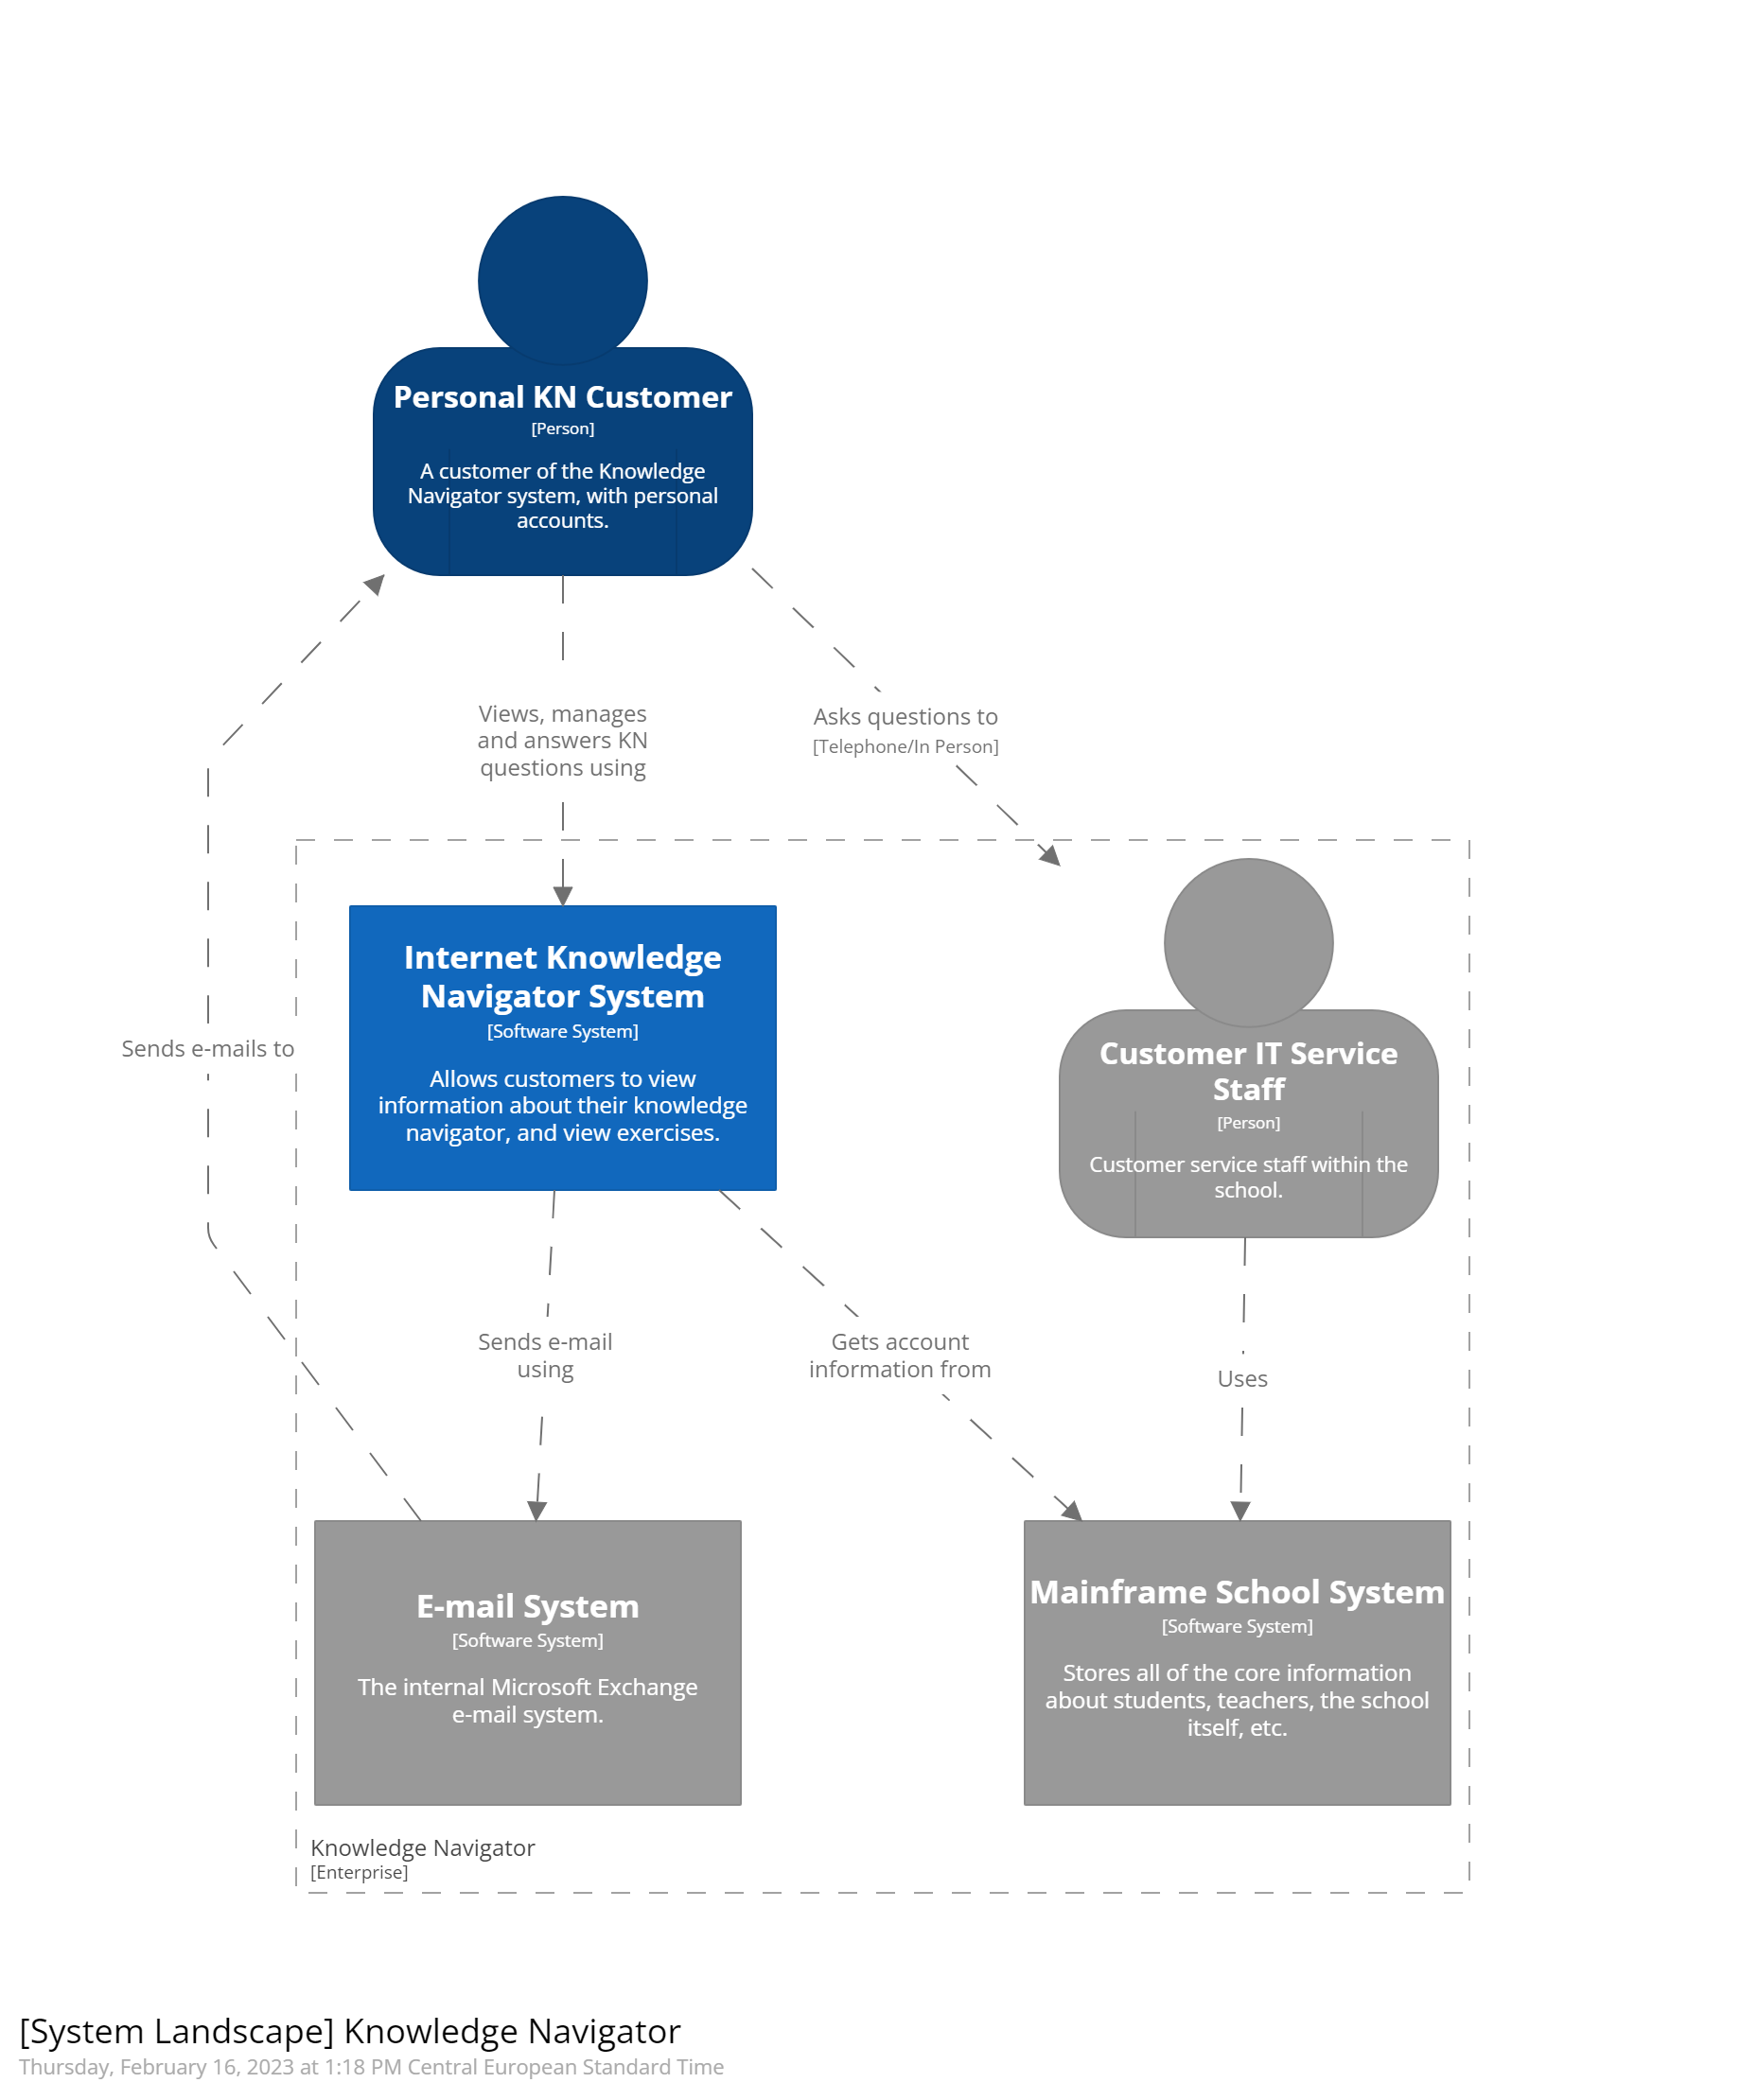 Personal KN Customer
[Person]
A customer of the Knowledge
Navigator system, with personal
accounts.
Views, manages
and answers KN
questions using
Asks questions to
[Telephone/In Person]
Internet Knowledge
Navigator System
[Software System]
Allows customers to view
information about their knowledge
navigator, and view exercises.
Customer IT Service
Staff
[Person]
Customer service staff within the
school.
Sends e-mails to
Sends e-mail
using
Gets account
information from
Uses
E-mail System
[Software System]
The internal Microsoft Exchange
e-mail system.
Mainframe School System
[Software System]
Stores all of the core information
about students, teachers, the school
itself, etc.
Knowledge Navigator
[Enterprise]
[System Landscape] Knowledge Navigator
Thursday, February 16, 2023 at 1:18 PM Central European Standard Time